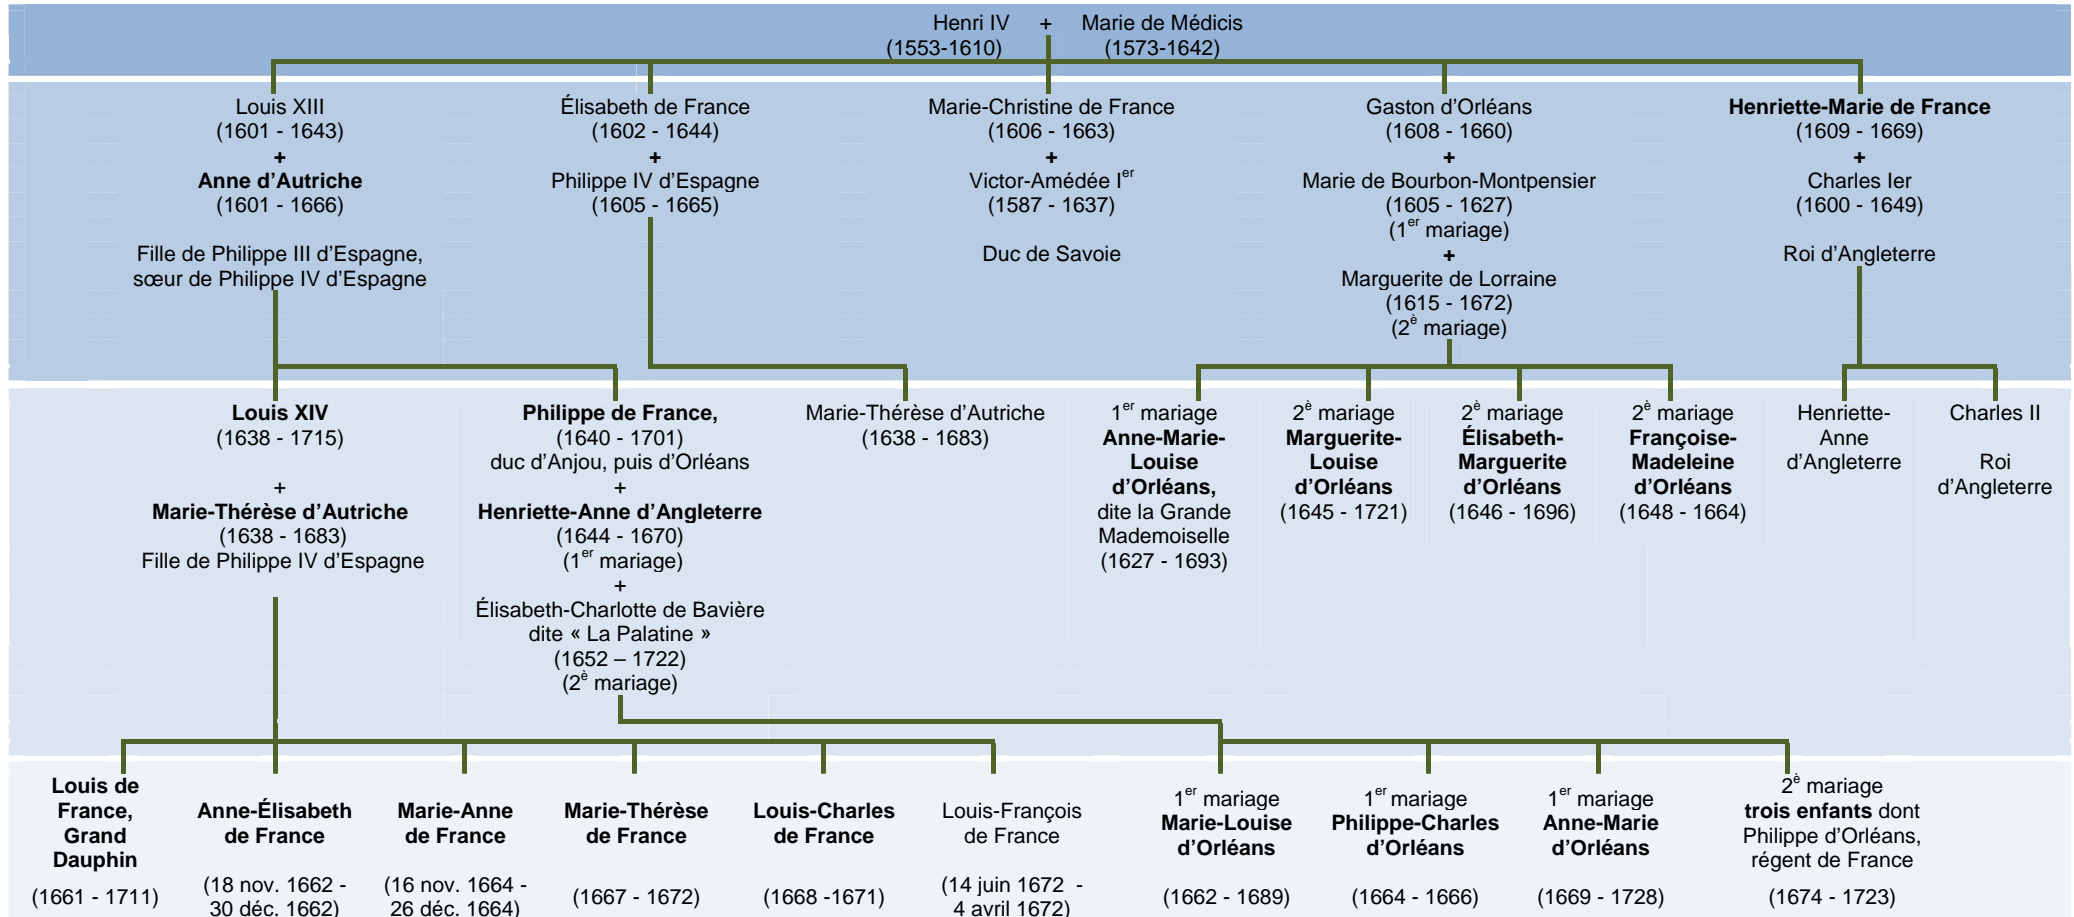 Henri IV + Marie de Médicis
(1553-1610) (1573-1642)
Louis XIII
(1601 - 1643)
+
Anne d'Autriche
(1601 - 1666)
Fille de Philippe III d'Espagne,
sœur de Philippe IV d'Espagne
Élisabeth de France
(1602 - 1644)
+
Philippe IV d'Espagne
(1605 - 1665)
Marie-Christine de France
(1606 - 1663)
+
Victor-Amédée Ier
(1587 - 1637)
Duc de Savoie
Gaston d'Orléans
(1608 - 1660)
+
Marie de Bourbon-Montpensier
(1605 - 1627)
(1er mariage)
+
Marguerite de Lorraine
(1615 - 1672)
(2è mariage)
Henriette-Marie de France
(1609 - 1669)
+
Charles Ier
(1600 - 1649)
Roi d'Angleterre
Louis XIV
(1638 - 1715)
+
Marie-Thérèse d'Autriche
(1638 - 1683)
Fille de Philippe IV d'Espagne
Philippe de France,
(1640 - 1701)
duc d'Anjou, puis d'Orléans
+
Henriette-Anne d'Angleterre
(1644 - 1670)
(1er mariage)
+
Élisabeth-Charlotte de Bavière
dite « La Palatine »
(1652 – 1722)
(2è mariage)
Marie-Thérèse d'Autriche
(1638 - 1683)
1er mariage
Anne-Marie-
Louise
d'Orléans,
dite la Grande
Mademoiselle
(1627 - 1693)
2è mariage
Marguerite-
Louise
d'Orléans
(1645 - 1721)
2è mariage
Élisabeth-
Marguerite
d'Orléans
(1646 - 1696)
2è mariage
Françoise-
Madeleine
d'Orléans
(1648 - 1664)
Henriette-
Anne
d'Angleterre
Charles II
Roi
d'Angleterre
Louis de
France,
Grand
Dauphin
(1661 - 1711)
Anne-Élisabeth
de France
(18 nov. 1662 -
30 déc. 1662)
Marie-Anne
de France
(16 nov. 1664 -
26 déc. 1664)
Marie-Thérèse
de France
(1667 - 1672)
Louis-Charles
de France
(1668 -1671)
Louis-François
de France
(14 juin 1672 -
4 avril 1672)
1er mariage
Marie-Louise
d'Orléans
(1662 - 1689)
1er mariage
Philippe-Charles
d'Orléans
(1664 - 1666)
1er mariage
Anne-Marie
d'Orléans
(1669 - 1728)
2è mariage
trois enfants dont
Philippe d'Orléans,
régent de France
(1674 - 1723)